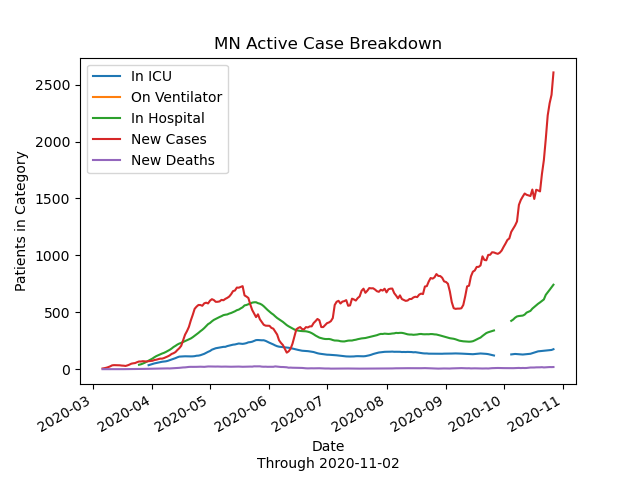 MN Active Case Breakdown
In ICU
On Ventilator
In Hospital
New Cases
New Deaths
Patients in Category
2500
2000
1500
1000
500
0
2020-03
2020-04
2020-05
2020-06
2020-07
2020-08
2020-09
2020-10
2020-11
Date
Through 2020-11-02